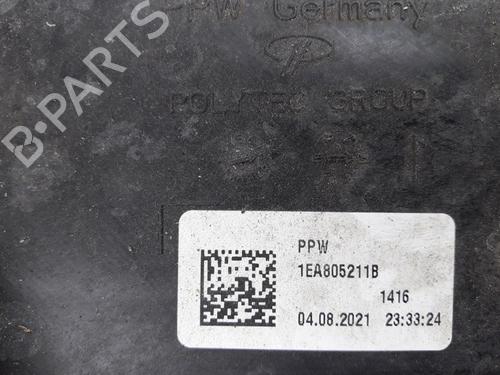 PPW Germany
POLYTEC GROUP
B-PARTS
PPW
1EA805211B
1416
04.08.2021 23:33:24